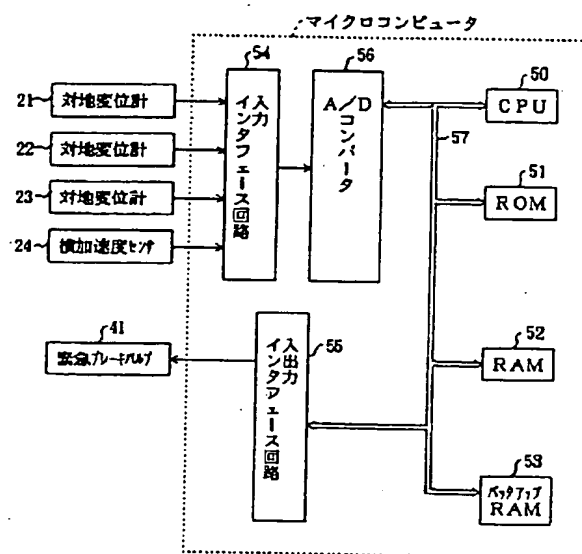 マイクロコンピュータ
54
56
50
21
対地変位計
22
対地変位計
23
対地変位計
24
横加速度センサ
入力
インタフェース回路
A/D
コンバータ
57
CPU
51
ROM
41
緊急ブレーキバルブ
55
入出力
インタフェース回路
52
RAM
53
バックアップ
RAM